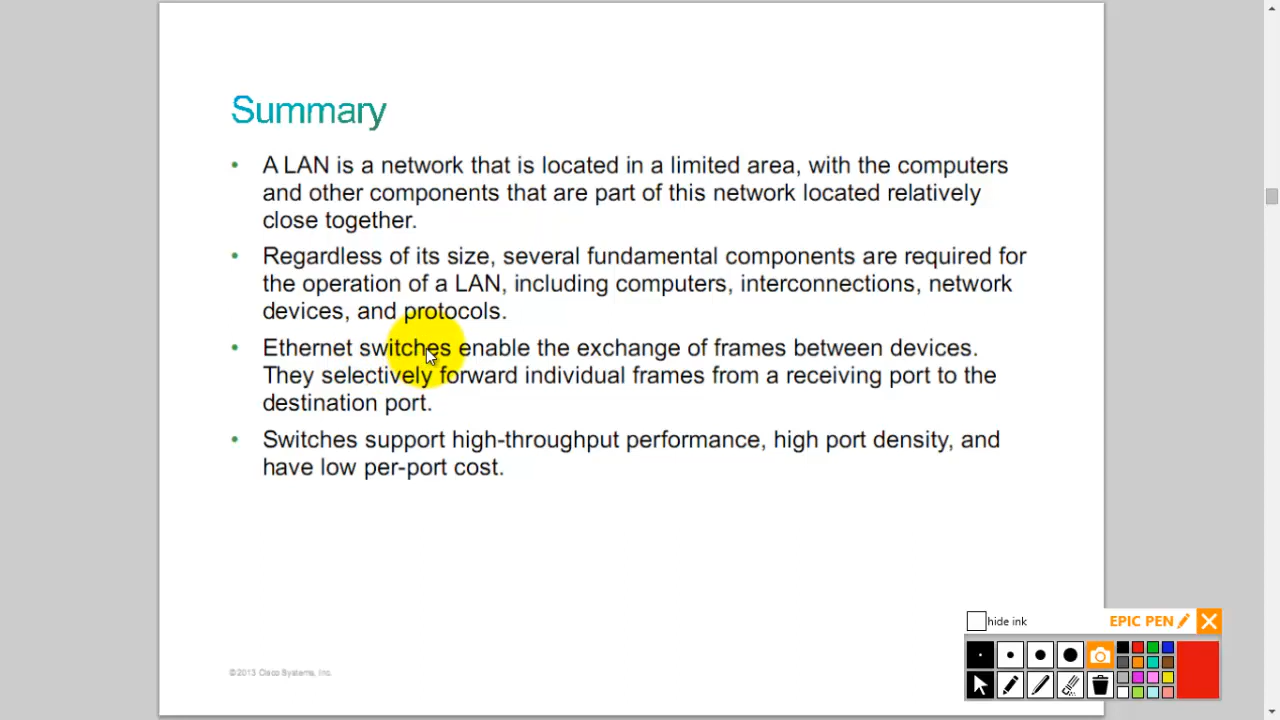 Summary
• A LAN is a network that is located in a limited area, with the computers
and other components that are part of this network located relatively
close together.
• Regardless of its size, several fundamental components are required for
the operation of a LAN, including computers, interconnections, network
devices, and protocols.
• Ethernet switches enable the exchange of frames between devices.
They selectively forward individual frames from a receiving port to the
destination port.
• Switches support high-throughput performance, high port density, and
have low per-port cost.
hide ink EPIC PEN
©2013 Cisco Systems, Inc.